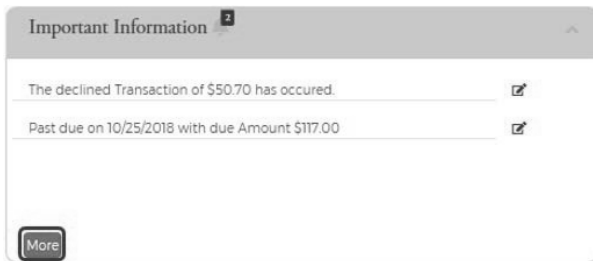 Important Information 2
The declined Transaction of $50.70 has occured.
Past due on 10/25/2018 with due Amount $117.00
More